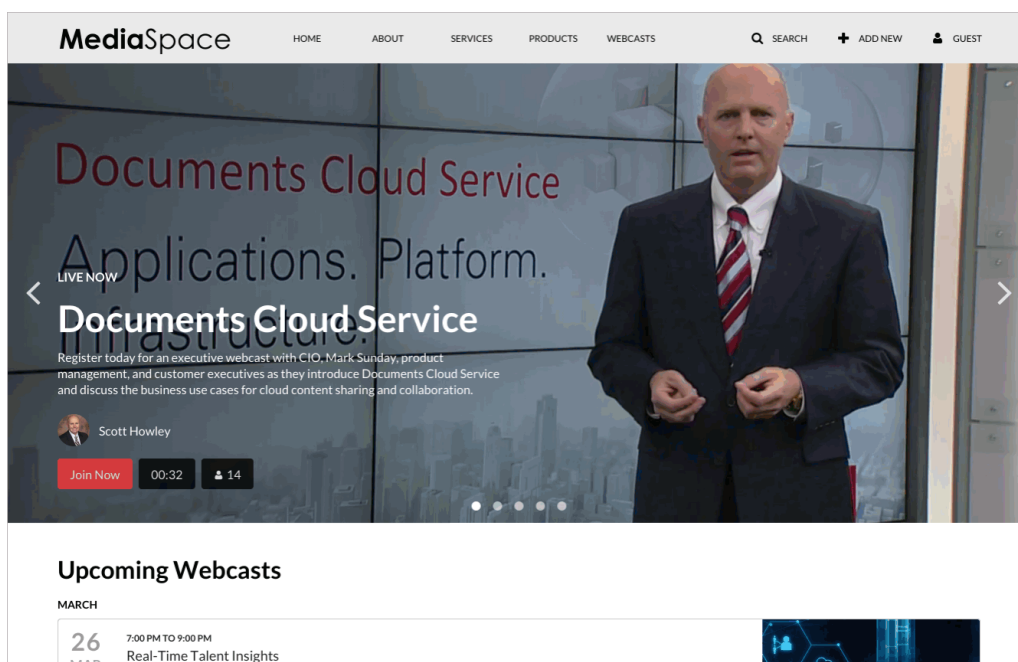 MediaSpace
HOME
ABOUT
SERVICES
PRODUCTS
WEBCASTS
SEARCH
ADD NEW
GUEST
Documents Cloud Service
Applications. Platform.
Infrastructure.
LIVE NOW
Documents Cloud Service
Register today for an executive webcast with CIO, Mark Sunday, product
management, and customer executives as they introduce Documents Cloud Service
and discuss the business use cases for cloud content sharing and collaboration.
Scott Howley
Join Now
00:32
14
Upcoming Webcasts
MARCH
26
MAR
7:00 PM TO 9:00 PM
Real-Time Talent Insights